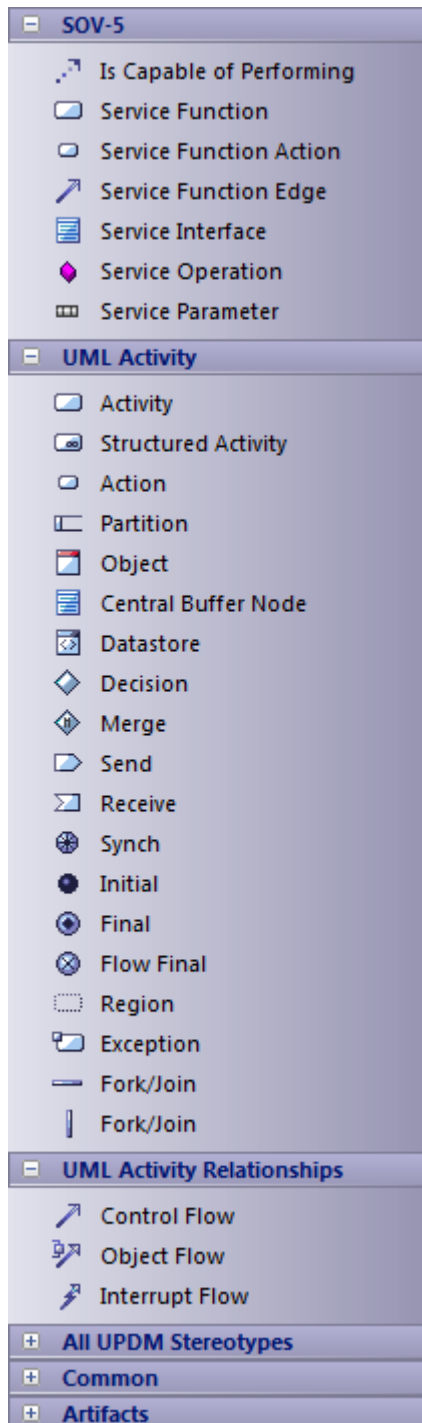 SOV-5
Is Capable of Performing
Service Function
Service Function Action
Service Function Edge
Service Interface
Service Operation
Service Parameter
UML Activity
Activity
Structured Activity
Action
Partition
Object
Central Buffer Node
Datastore
Decision
Merge
Send
Receive
Synch
Initial
Final
Flow Final
Region
Exception
Fork/Join
Fork/Join
UML Activity Relationships
Control Flow
Object Flow
Interrupt Flow
All UPDM Stereotypes
Common
Artifacts